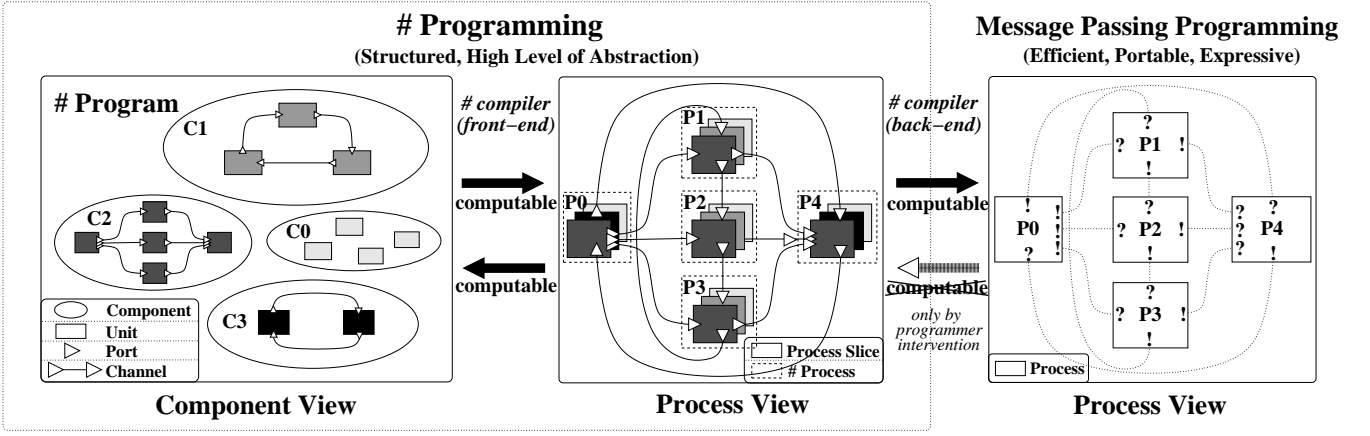 # Programming
(Structured, High Level of Abstraction)
Message Passing Programming
(Efficient, Portable, Expressive)
# Program
C1
C2
C0
C3
Component
Unit
Port
Channel
Component View
# compiler
(front-end)
computable
computable
P0
P1
P2
P3
P4
Process Slice
# Process
Process View
# compiler
(back-end)
computable
computable
only by
programmer
intervention
?
? P1 !
!
!
P0 !
!
!
?
?
? P2 !
!
?
? P4
?
?
!
?
? P3 !
!
Process
Process View